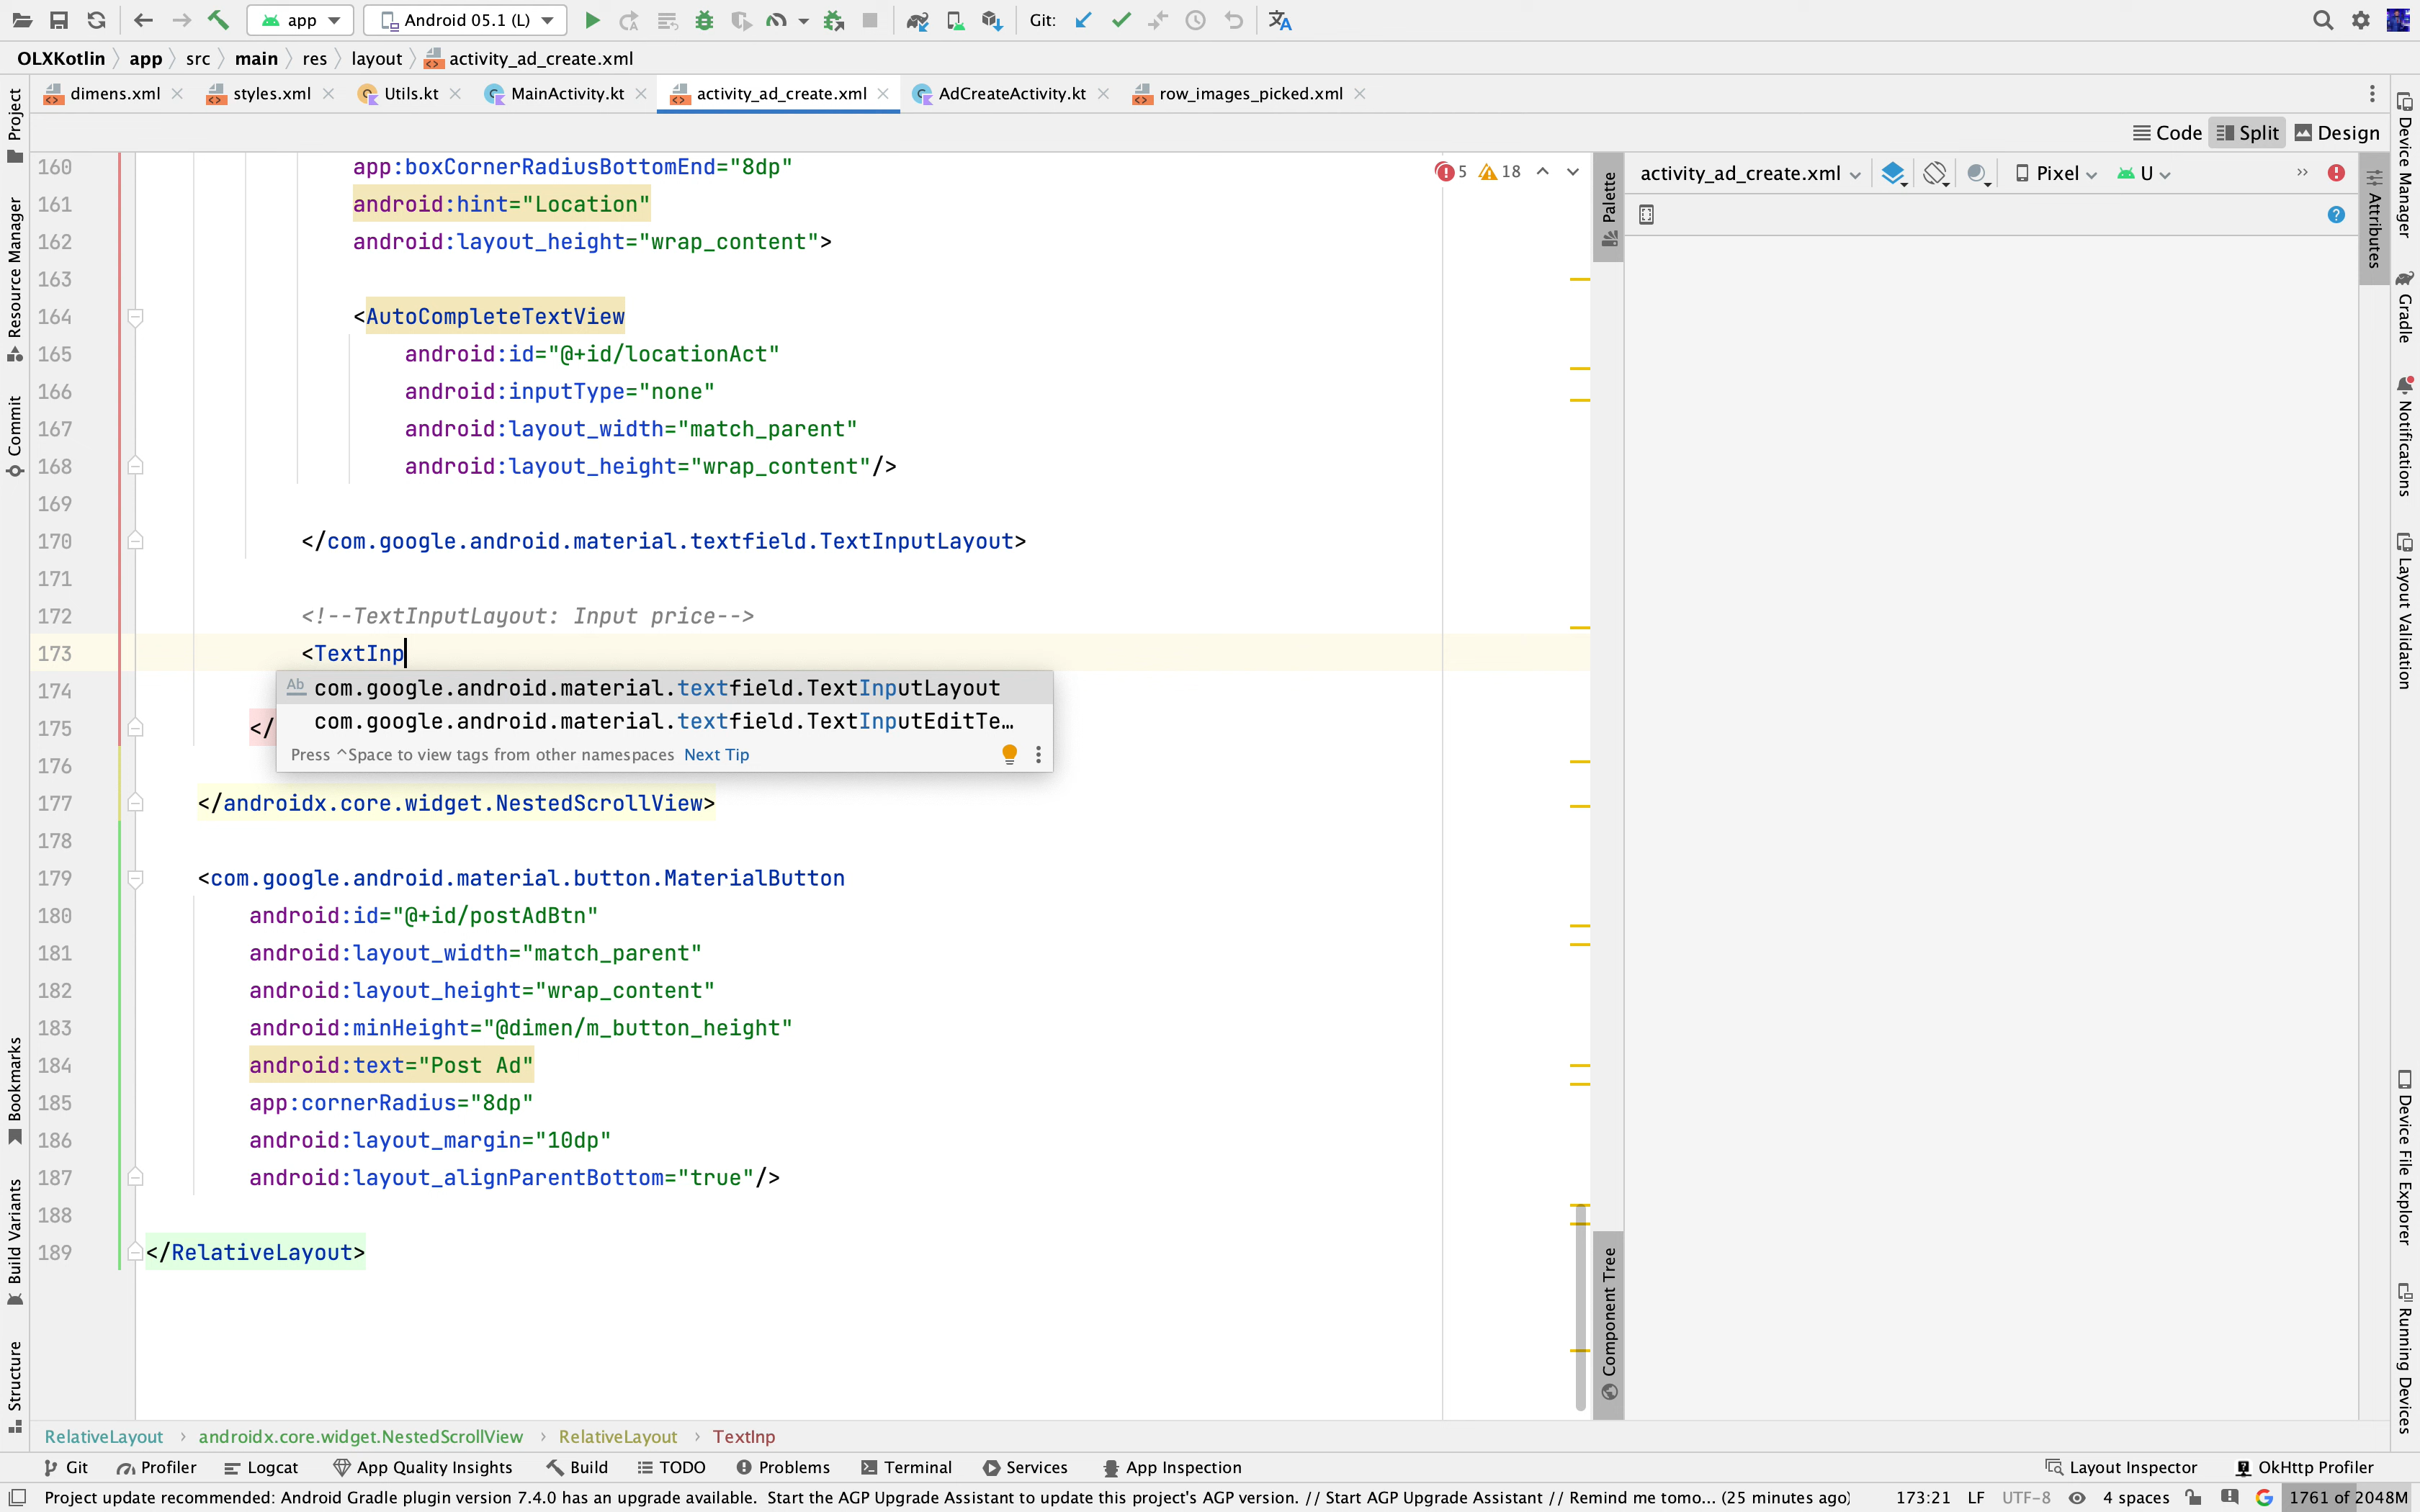 app
Android 05.1 (L)
Git:
OLXKotlin
app
src
main
res
layout
activity_ad_create.xml
dimens.xml
styles.xml
Utils.kt
MainActivity.kt
activity_ad_create.xml
AdCreateActivity.kt
row_images_picked.xml
Code
Split
Design
Project
Resource Manager
Commit
Bookmarks
Build Variants
Structure
160 app:boxCornerRadiusBottomEnd="8dp"
161 android:hint="Location"
162 android:layout_height="wrap_content">
163
164 <AutoCompleteTextView
165 android:id="@+id/locationAct"
166 android:inputType="none"
167 android:layout_width="match_parent"
168 android:layout_height="wrap_content"/>
169
170 </com.google.android.material.textfield.TextInputLayout>
171
172 <!--TextInputLayout: Input price-->
173 <TextInp
174
Ab com.google.android.material.textfield.TextInputLayout
com.google.android.material.textfield.TextInputEditTe…
Press ^Space to view tags from other namespaces Next Tip
175 </
176
177 </androidx.core.widget.NestedScrollView>
178
179 <com.google.android.material.button.MaterialButton
180 android:id="@+id/postAdBtn"
181 android:layout_width="match_parent"
182 android:layout_height="wrap_content"
183 android:minHeight="@dimen/m_button_height"
184 android:text="Post Ad"
185 app:cornerRadius="8dp"
186 android:layout_margin="10dp"
187 android:layout_alignParentBottom="true"/>
188
189 </RelativeLayout>
5 18
Palette
Component Tree
activity_ad_create.xml
Pixel
U
Attributes
Device Manager
Gradle
Notifications
Layout Validation
Device File Explorer
Running Devices
RelativeLayout › androidx.core.widget.NestedScrollView › RelativeLayout › TextInp
Git
Profiler
Logcat
App Quality Insights
Build
TODO
Problems
Terminal
Services
App Inspection
Layout Inspector
OkHttp Profiler
Project update recommended: Android Gradle plugin version 7.4.0 has an upgrade available. Start the AGP Upgrade Assistant to update this project's AGP version. // Start AGP Upgrade Assistant // Remind me tomo... (25 minutes ago)
173:21
LF
UTF-8
4 spaces
1761 of 2048M